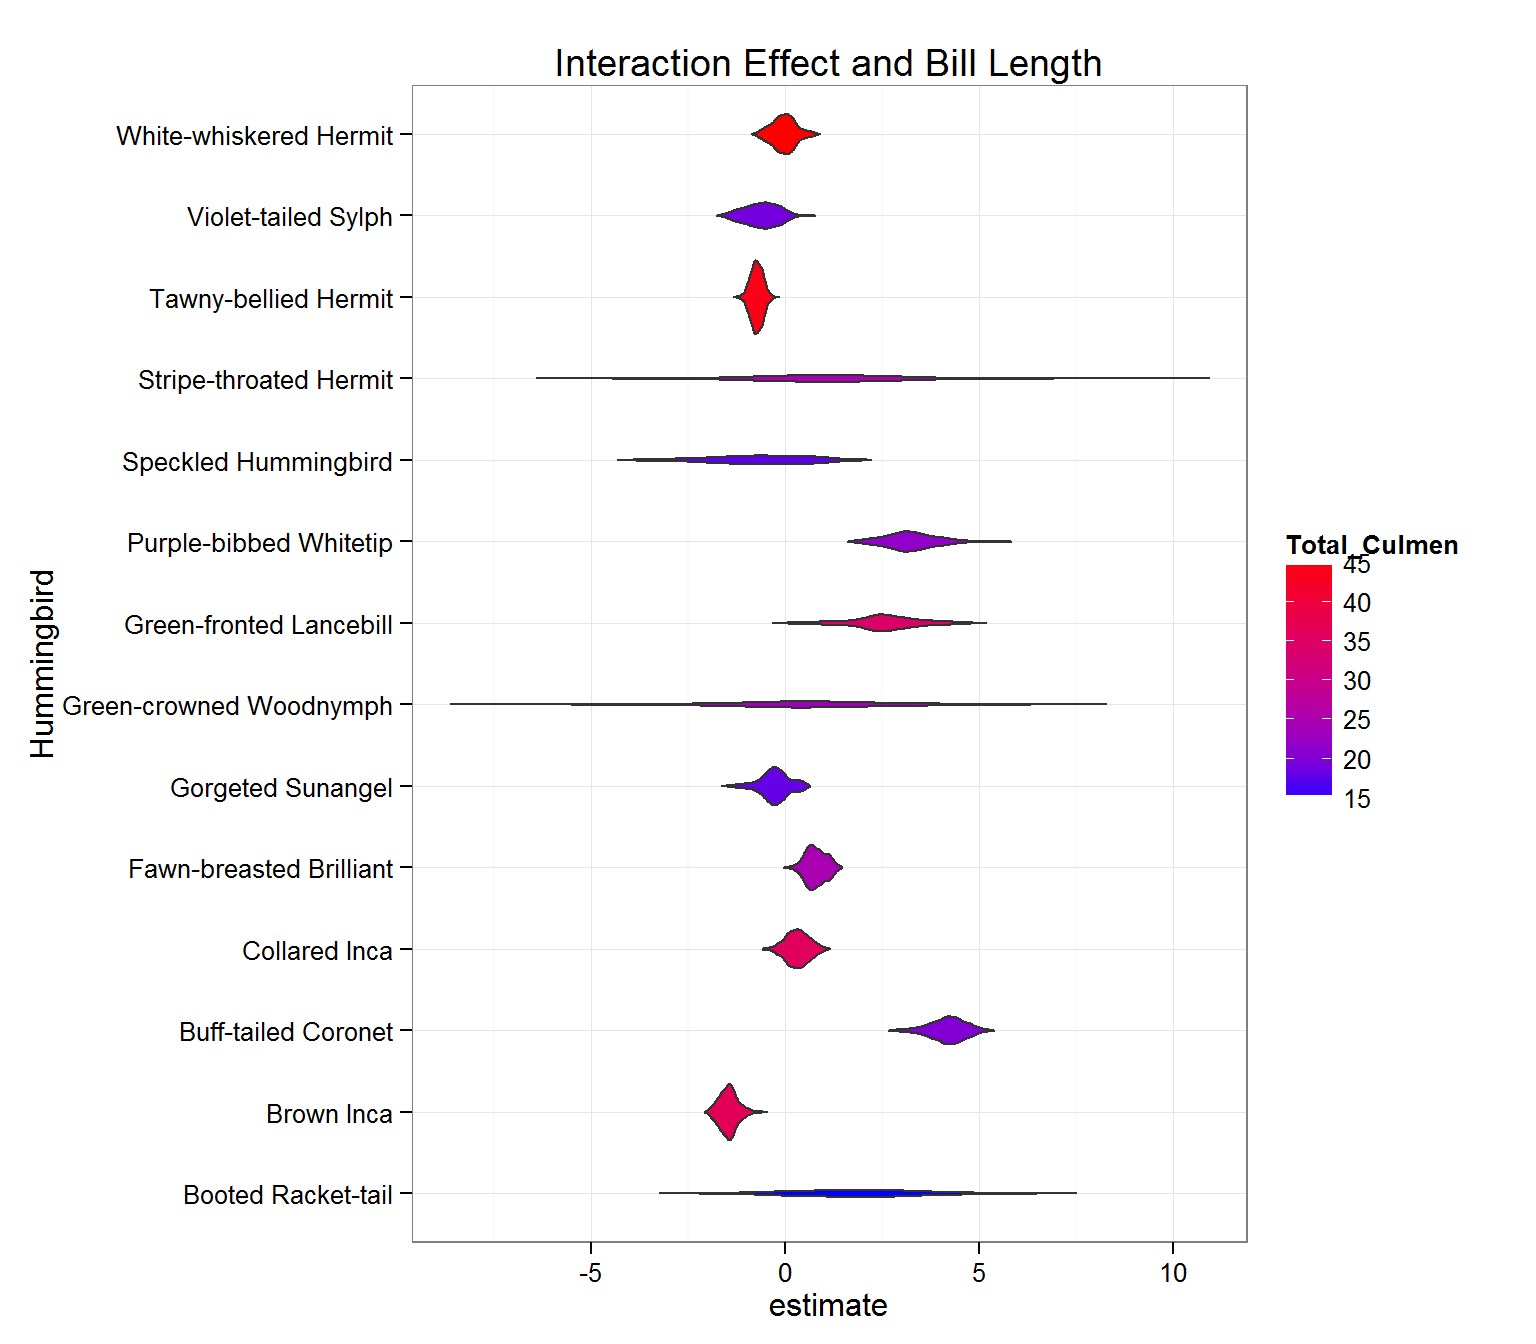 Interaction Effect and Bill Length
Hummingbird
White-whiskered Hermit
Violet-tailed Sylph
Tawny-bellied Hermit
Stripe-throated Hermit
Speckled Hummingbird
Purple-bibbed Whitetip
Green-fronted Lancebill
Green-crowned Woodnymph
Gorgeted Sunangel
Fawn-breasted Brilliant
Collared Inca
Buff-tailed Coronet
Brown Inca
Booted Racket-tail
-5 0 5 10
estimate
Total_Culmen
45
40
35
30
25
20
15